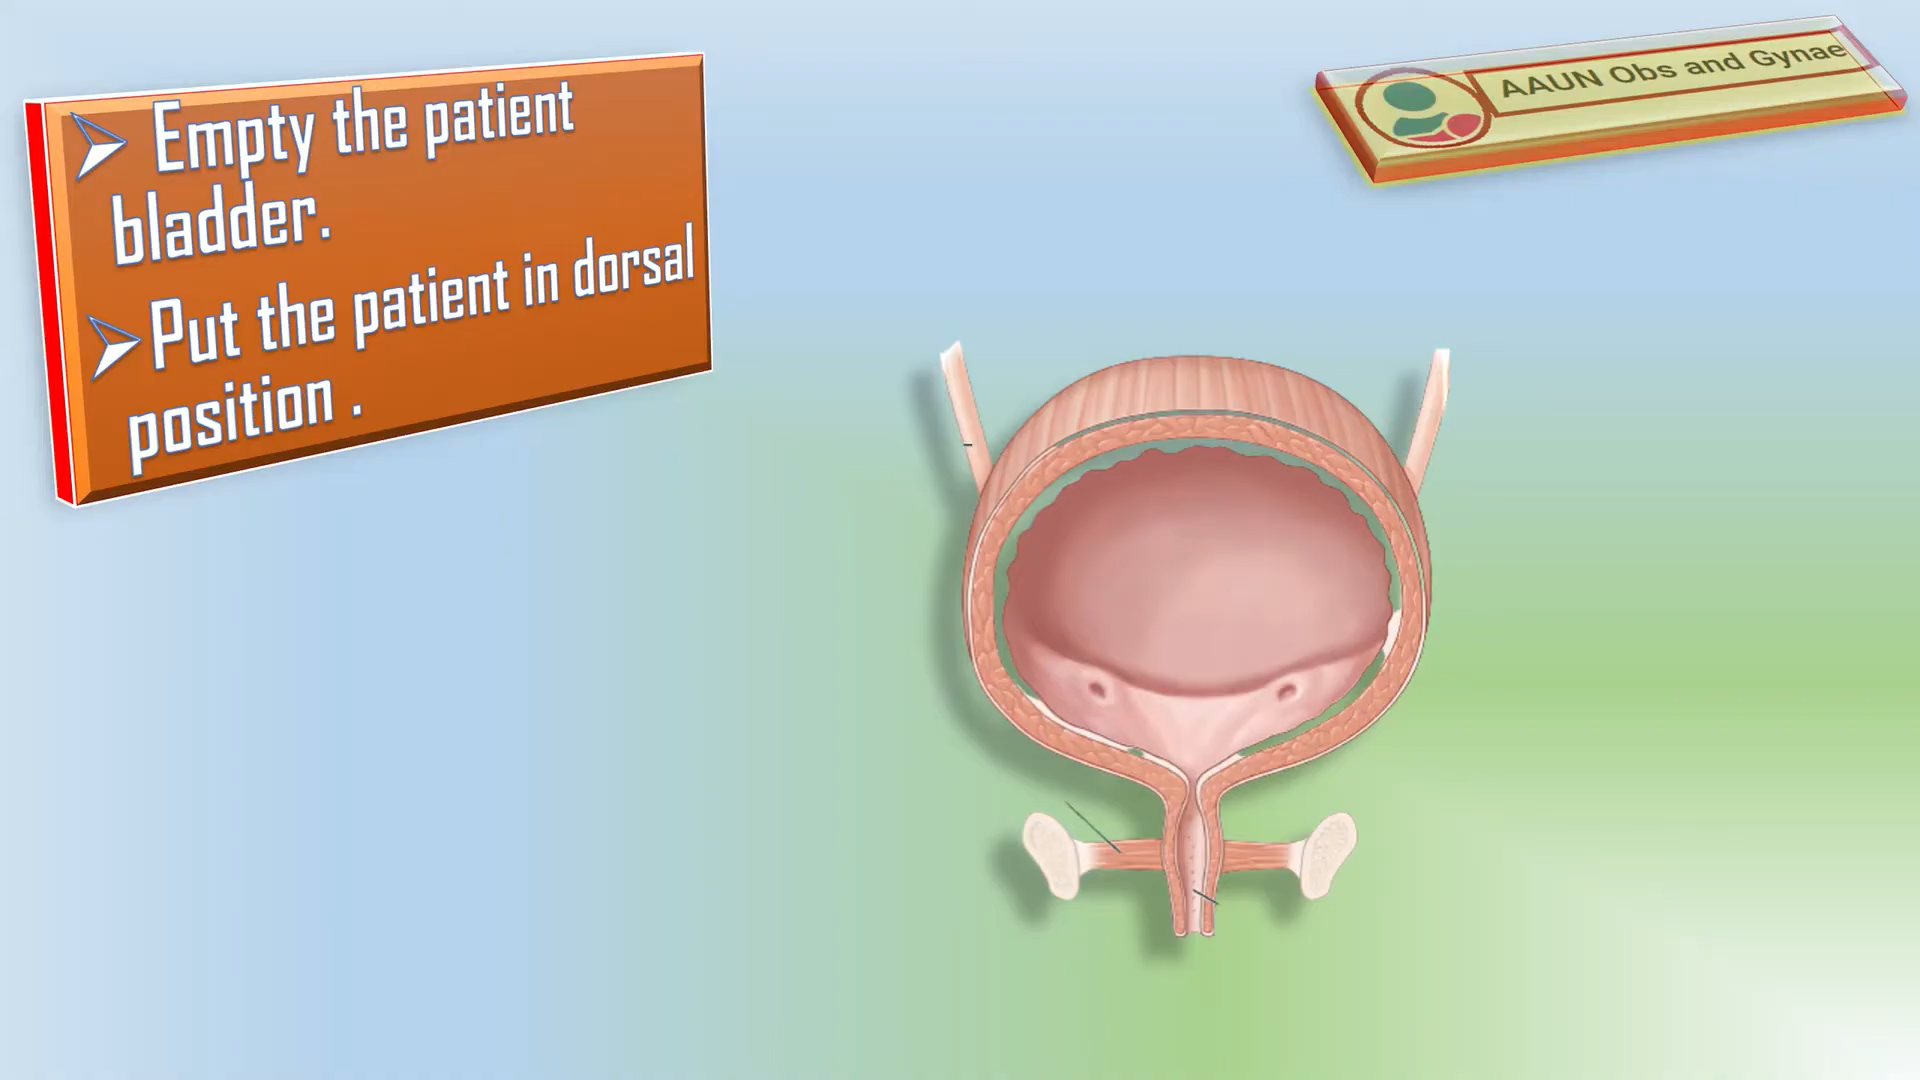 ➢ Empty the patient
bladder.
➢ Put the patient in dorsal
position .
AAUN Obs and Gynae